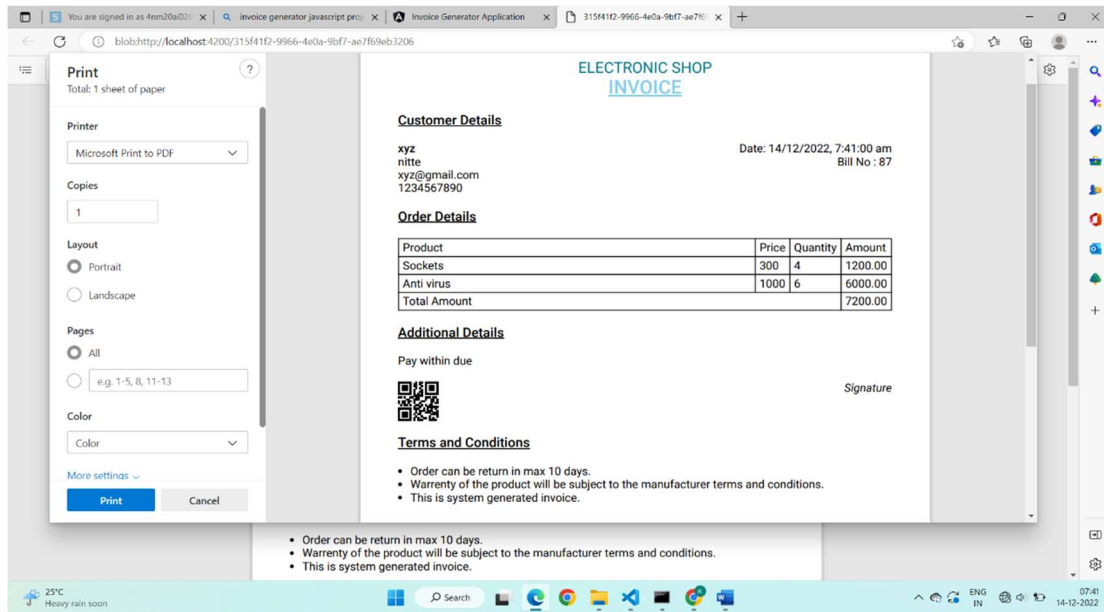 You are signed in as 4nm20ai02
invoice generator javascript proj
Invoice Generator Application
315f41f2-9966-4e0a-9bf7-ae7f6
blob:http://localhost:4200/315f41f2-9966-4e0a-9bf7-ae7f69eb3206
Print
Total: 1 sheet of paper
?
Printer
Microsoft Print to PDF
Copies
1
Layout
Portrait
Landscape
Pages
All
e.g. 1-5, 8, 11-13
Color
Color
More settings
Print Cancel
ELECTRONIC SHOP
INVOICE
Customer Details
xyz Date: 14/12/2022, 7:41:00 am
nitte Bill No : 87
xyz@gmail.com
1234567890
Order Details
Product Price Quantity Amount
Sockets 300 4 1200.00
Anti virus 1000 6 6000.00
Total Amount 7200.00
Additional Details
Pay within due
Signature
Terms and Conditions
• Order can be return in max 10 days.
• Warrenty of the product will be subject to the manufacturer terms and conditions.
• This is system generated invoice.
• Order can be return in max 10 days.
• Warrenty of the product will be subject to the manufacturer terms and conditions.
• This is system generated invoice.
25°C
Heavy rain soon
Search
ENG
IN
07:41
14-12-2022